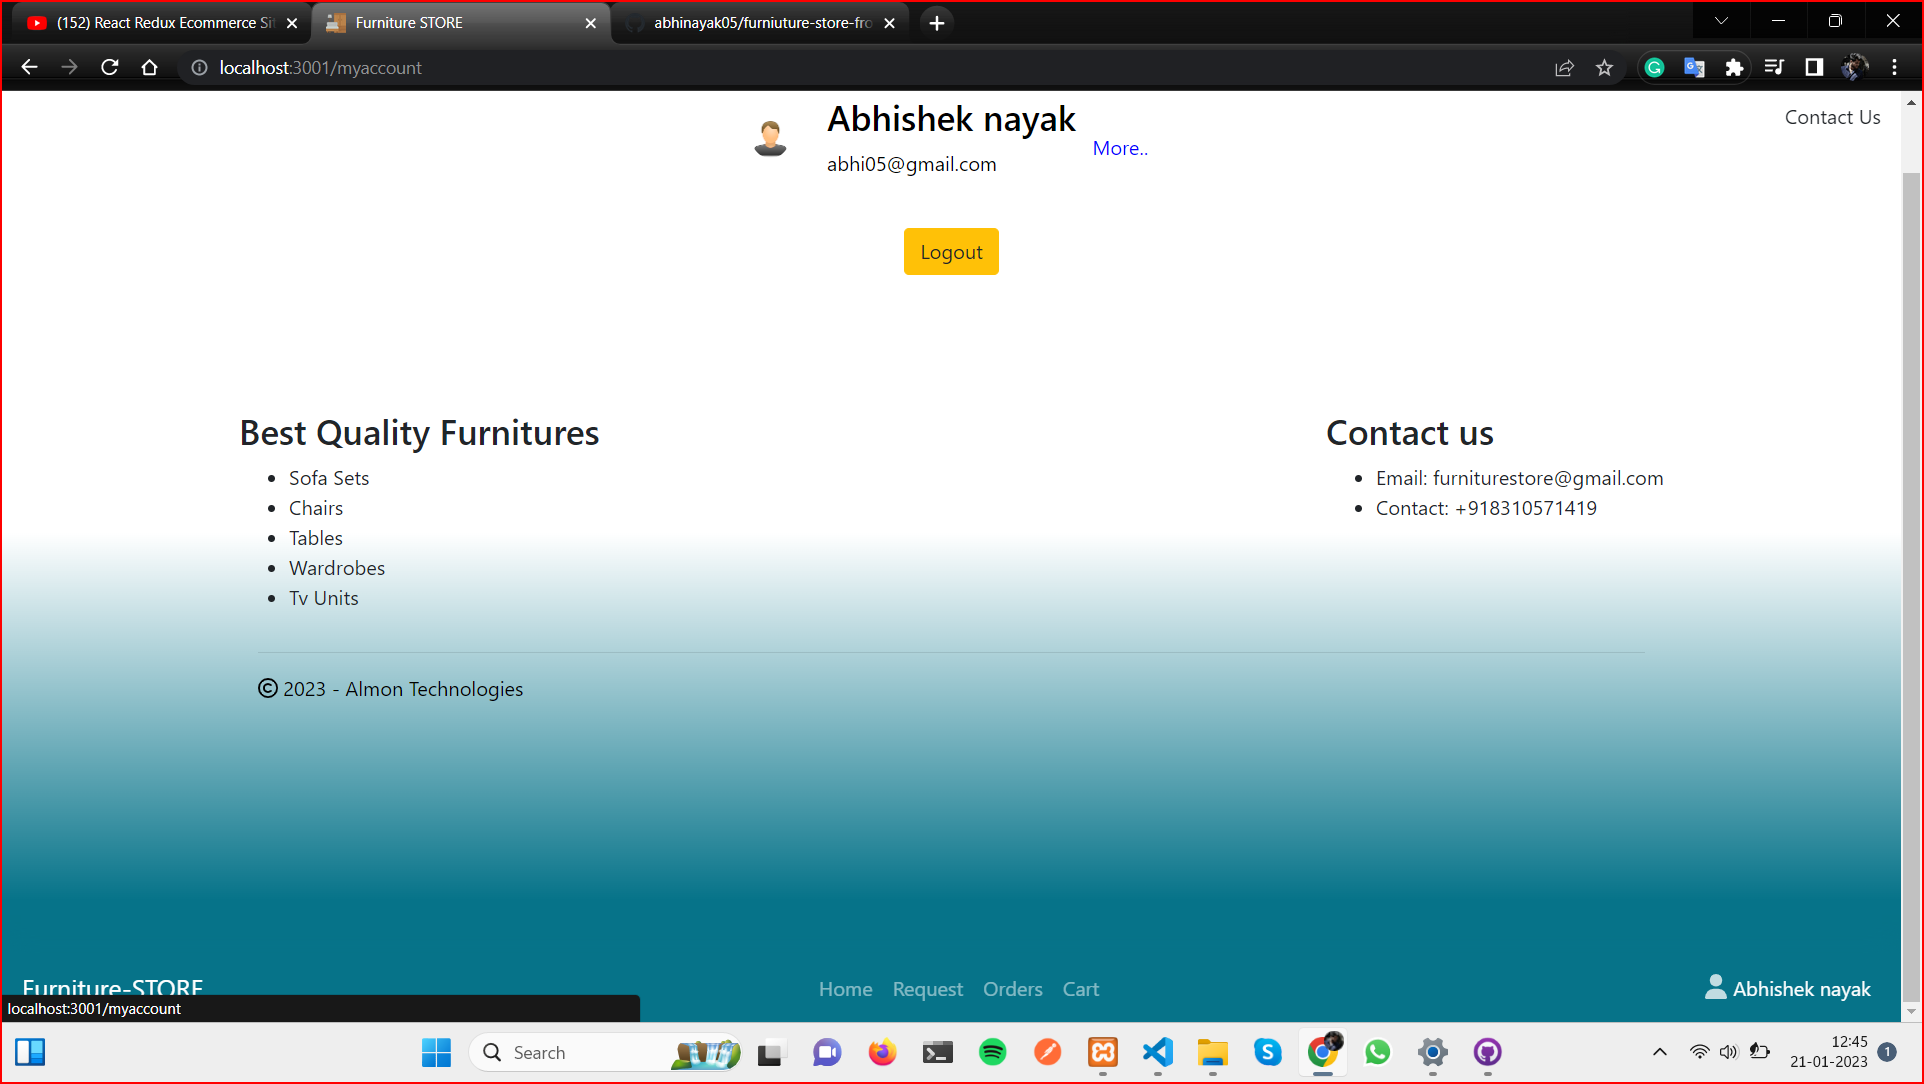 (152) React Redux Ecommerce Sit
Furniture STORE
abhinayak05/furniuture-store-fro
localhost:3001/myaccount
Contact Us
Abhishek nayak
More..
abhi05@gmail.com
Logout
Best Quality Furnitures
Sofa Sets
Chairs
Tables
Wardrobes
Tv Units
Contact us
Email: furniturestore@gmail.com
Contact: +918310571419
© 2023 - Almon Technologies
Furniture-STORE
Home Request Orders Cart
Abhishek nayak
localhost:3001/myaccount
Search
12:45
21-01-2023
1